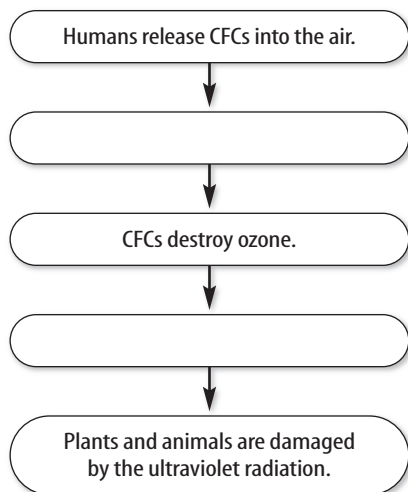 Humans release CFCs into the air.
CFCs destroy ozone.
Plants and animals are damaged
by the ultraviolet radiation.